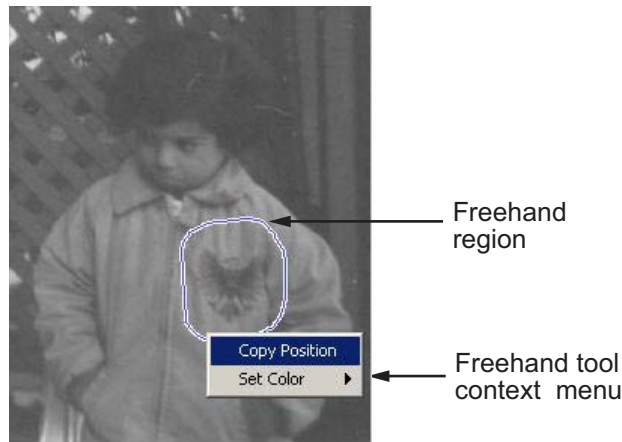 Freehand
region
Copy Position
Set Color
Freehand tool
context menu